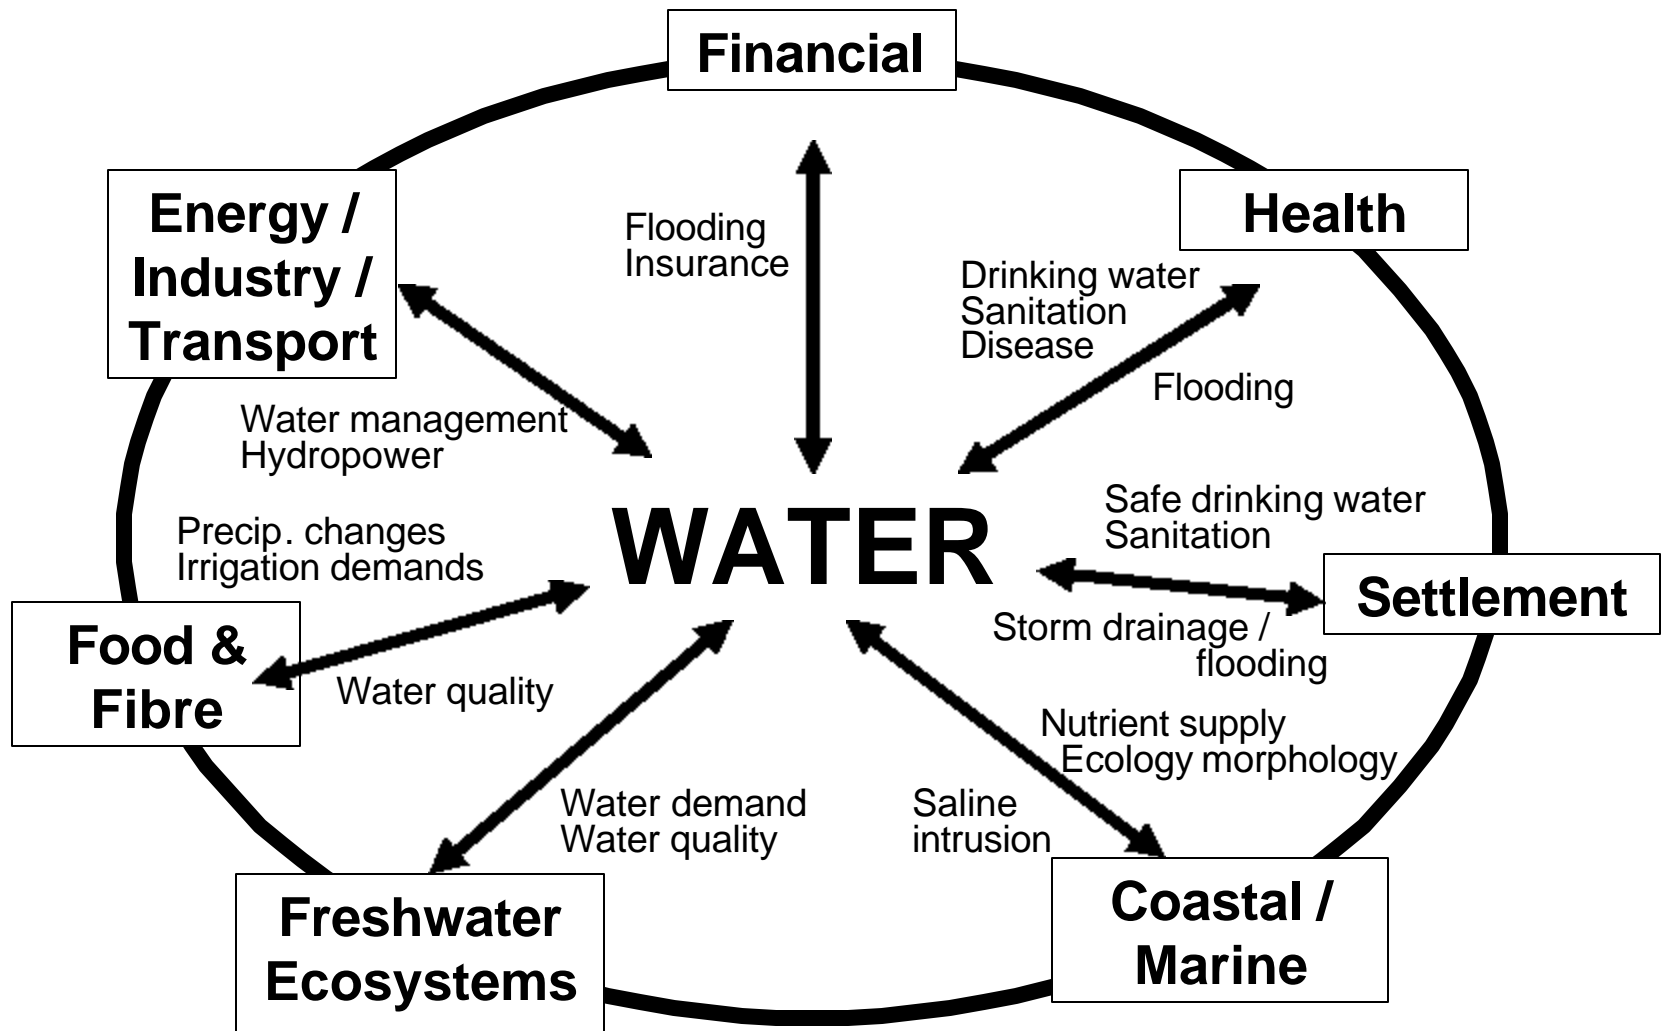 Financial
Energy /
Industry /
Transport
Health
Flooding
Insurance
Drinking water
Sanitation
Disease
Flooding
Water management
Hydropower
Safe drinking water
Sanitation
Precip. changes
Irrigation demands
WATER
Settlement
Storm drainage /
flooding
Food &
Fibre
Water quality
Nutrient supply
Ecology morphology
Water demand
Water quality
Saline
intrusion
Freshwater
Ecosystems
Coastal /
Marine